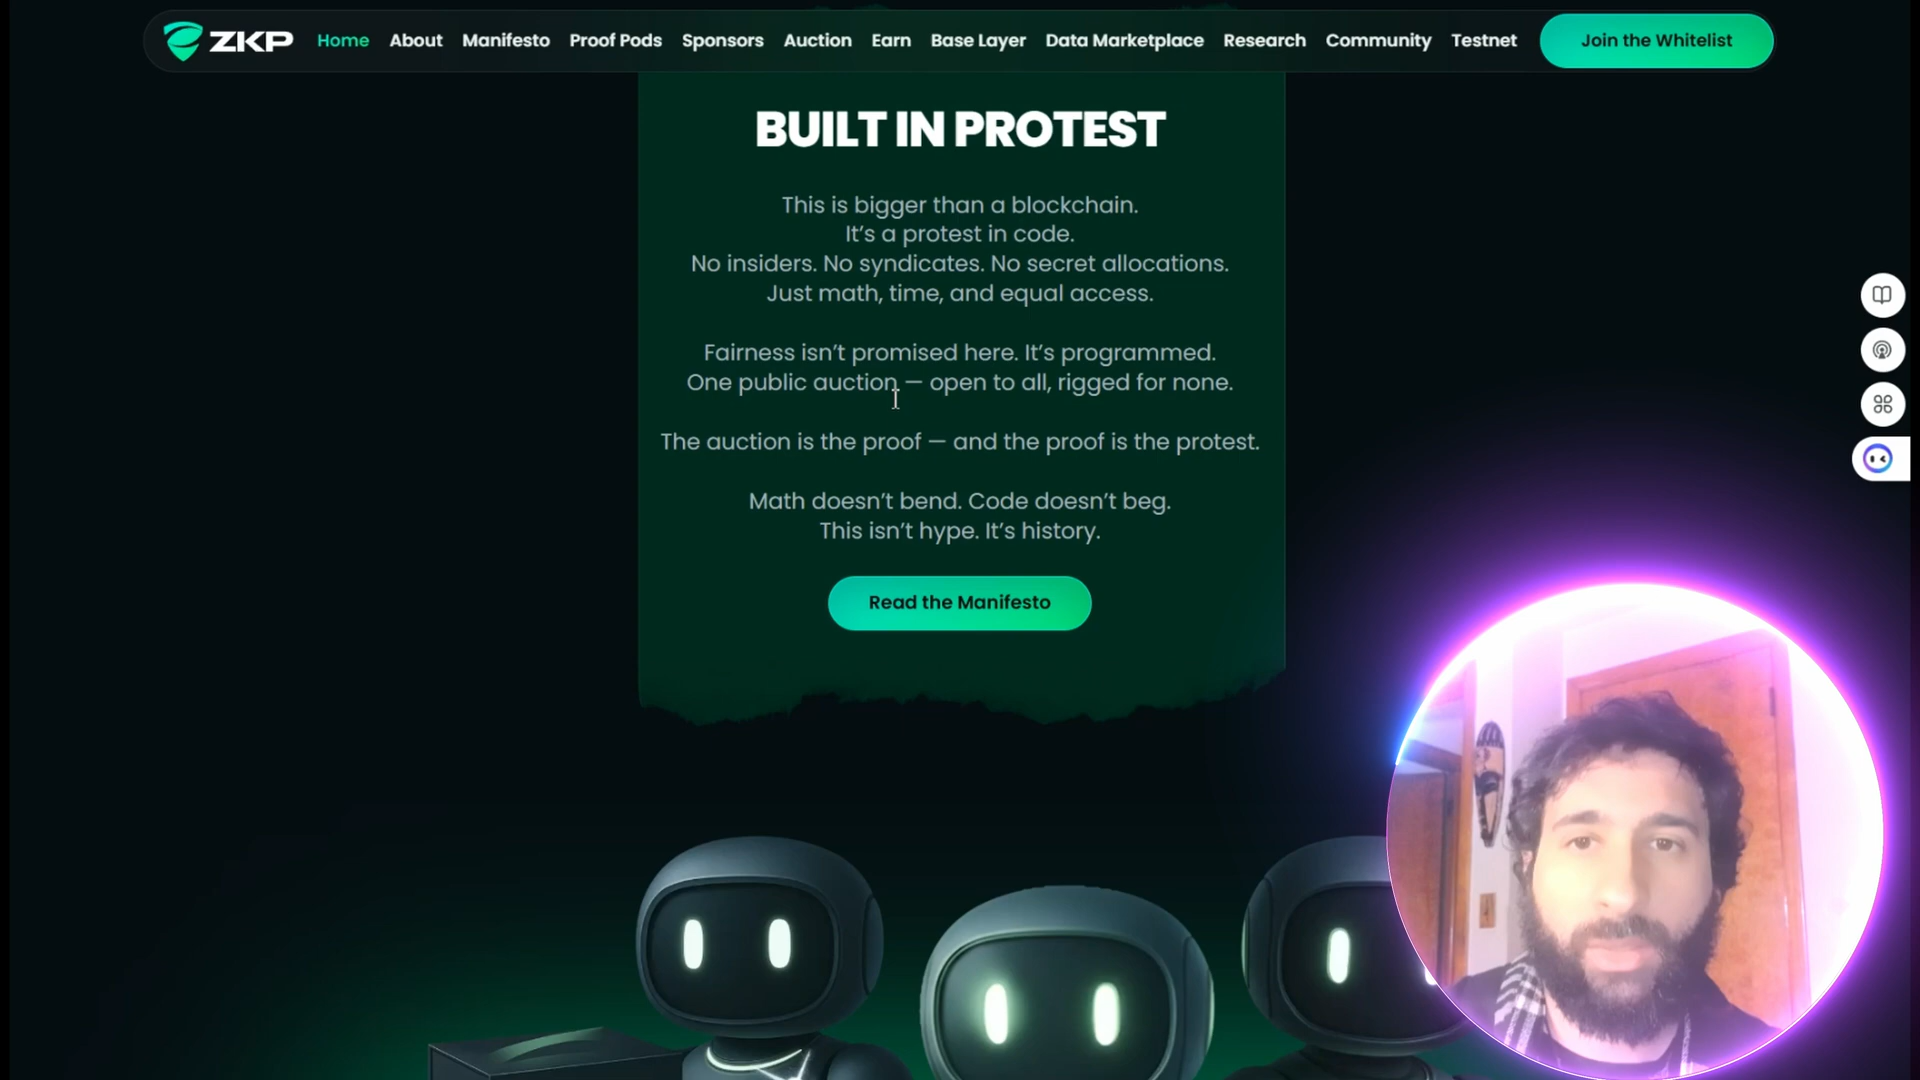 ZKP Home About Manifesto Proof Pods Sponsors Auction Earn Base Layer Data Marketplace Research Community Testnet Join the Whitelist
BUILT IN PROTEST
This is bigger than a blockchain.
It’s a protest in code.
No insiders. No syndicates. No secret allocations.
Just math, time, and equal access.
Fairness isn’t promised here. It’s programmed.
One public auction — open to all, rigged for none.
The auction is the proof — and the proof is the protest.
Math doesn’t bend. Code doesn’t beg.
This isn’t hype. It’s history.
Read the Manifesto